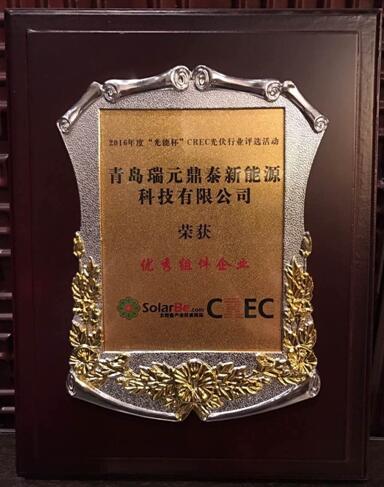 2016年度“光能杯”CREC光伏行业评选活动
青岛瑞元鼎泰新能源
科技有限公司
荣获
优秀组件企业
SolarBe.com CREC